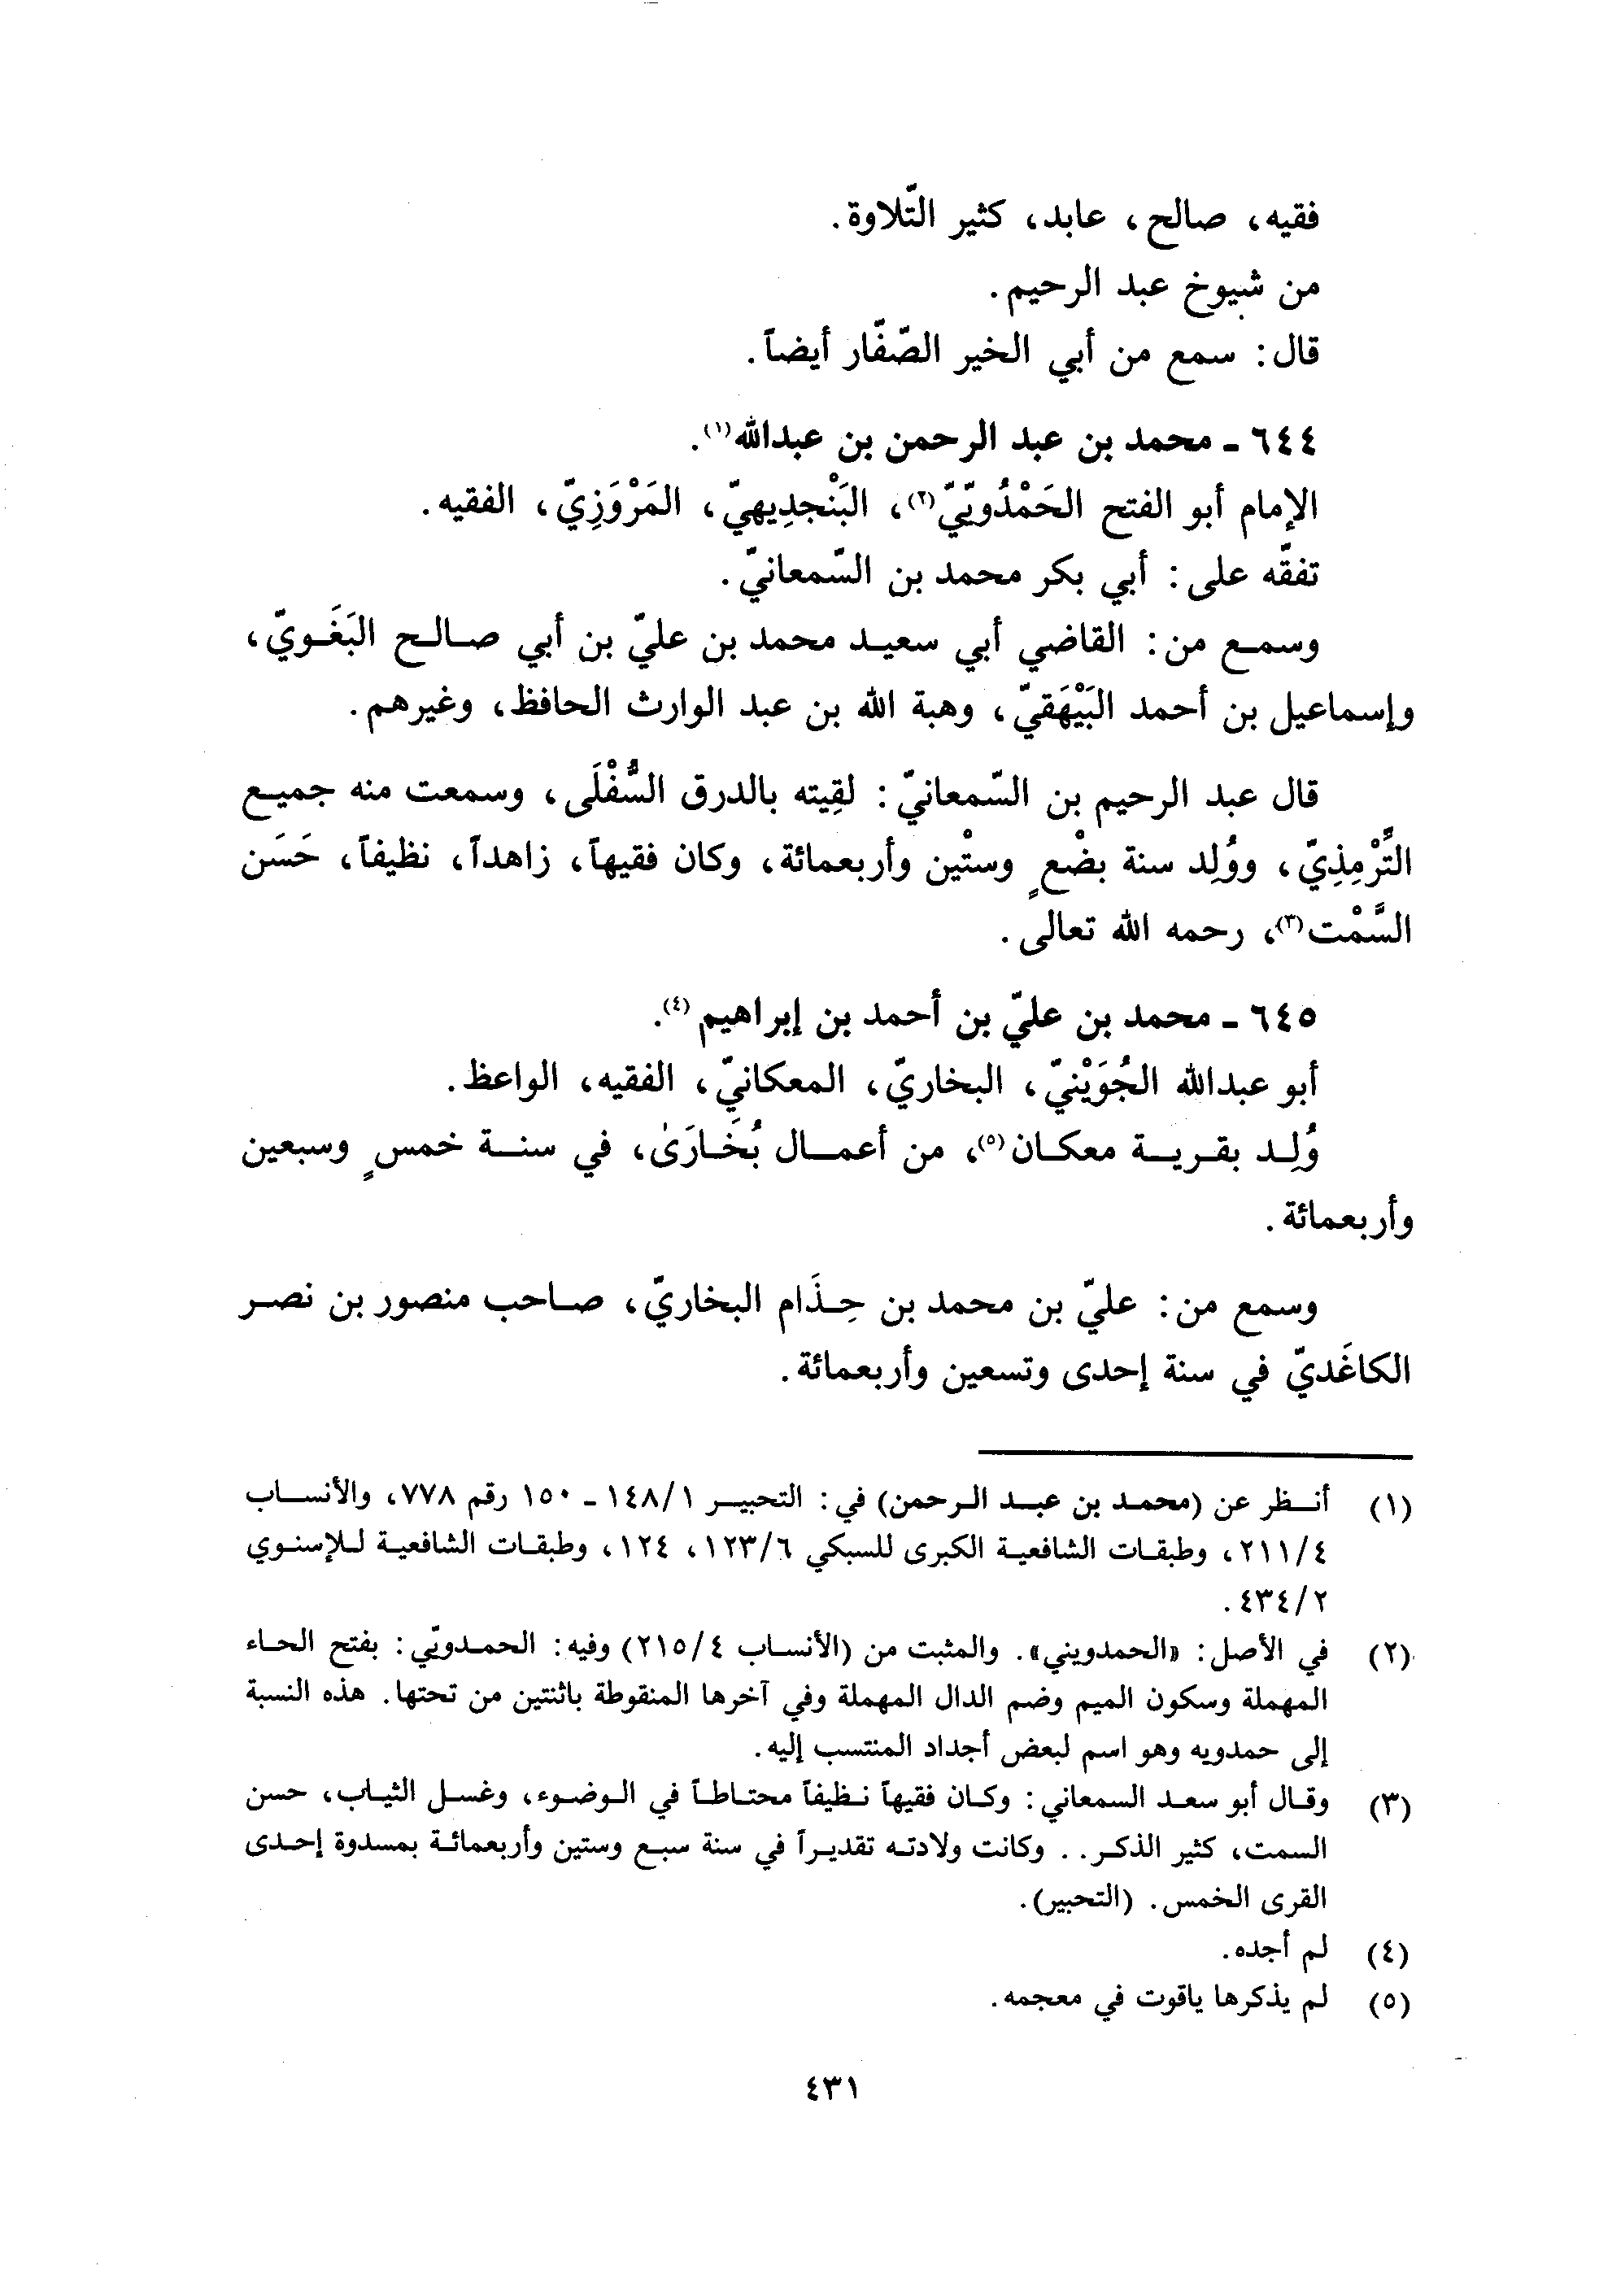 فقيه، صالح، عابد، كثير التّلاوة.
من شيوخ عبد الرحيم.
قال: سمع من أبي الخير الصّفّار أيضاً.
٦٤٤ ـ محمد بن عبد الرحمن بن عبدالله(١).
الإمام أبو الفتح الحَمْدُويّيّ(٢)، البَنْجدِيهيّ، المَرْوَزِيّ، الفقيه.
تفقّه على: أبي بكر محمد بن السّمعانيّ.
وسمع من: القاضي أبي سعيد محمد بن عليّ بن أبي صالح البَغَويّ،
وإسماعيل بن أحمد البَيْهَقيّ، وهبة الله بن عبد الوارث الحافظ، وغيرهم.
قال عبد الرحيم بن السّمعانيّ: لقِيته بالدرق السُّفْلَى، وسمعت منه جميع
التِّرْمِذِيّ، ووُلِد سنة بضْعٍ وستْين وأربعمائة، وكان فقيهاً، زاهداً، نظيفاً، حَسَن
السَّمْت(٣)، رحمه الله تعالى.
٦٤٥ ـ محمد بن عليّ بن أحمد بن إبراهيم(٤).
أبو عبدالله الجُوَيْنيّ، البخاريّ، المعكانيّ، الفقيه، الواعظ.
وُلِد بقرية معكان(٥)، من أعمال بُخَارَىٰ، في سنة خمسٍ وسبعين
وأربعمائة.
وسمع من: عليّ بن محمد بن حِذَام البخاريّ، صاحب منصور بن نصر
الكاغَديّ في سنة إحدى وتسعين وأربعمائة.
(١) أنظر عن (محمد بن عبد الرحمن) في: التحبير ١٤٨/١ ـ ١٥٠ رقم ٧٧٨، والأنساب
٢١١/٤، وطبقات الشافعية الكبرى للسبكي ١٢٣/٦، ١٢٤، وطبقات الشافعية للإسنوي
٤٣٤/٢.
(٢) في الأصل: «الحمدويني». والمثبت من (الأنساب ٢١٥/٤) وفيه: الحمدويّي: بفتح الحاء
المهملة وسكون الميم وضم الدال المهملة وفي آخرها المنقوطة باثنتين من تحتها. هذه النسبة
إلى حمدويه وهو اسم لبعض أجداد المنتسب إليه.
(٣) وقال أبو سعد السمعاني: وكان فقيهاً نظيفاً محتاطاً في الوضوء، وغسل الثياب، حسن
السمت، كثير الذكر.. وكانت ولادته تقديراً في سنة سبع وستين وأربعمائة بمسدوة إحدى
القرى الخمس. (التحبير).
(٤) لم أجده.
(٥) لم يذكرها ياقوت في معجمه.
٤٣١